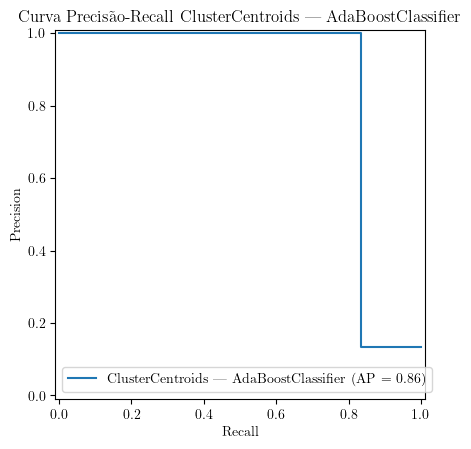 Curva Precisão-Recall ClusterCentroids — AdaBoostClassifier
1.0
0.8
0.6
0.4
0.2
0.0
Precision
ClusterCentroids — AdaBoostClassifier (AP = 0.86)
0.0 0.2 0.4 0.6 0.8 1.0
Recall